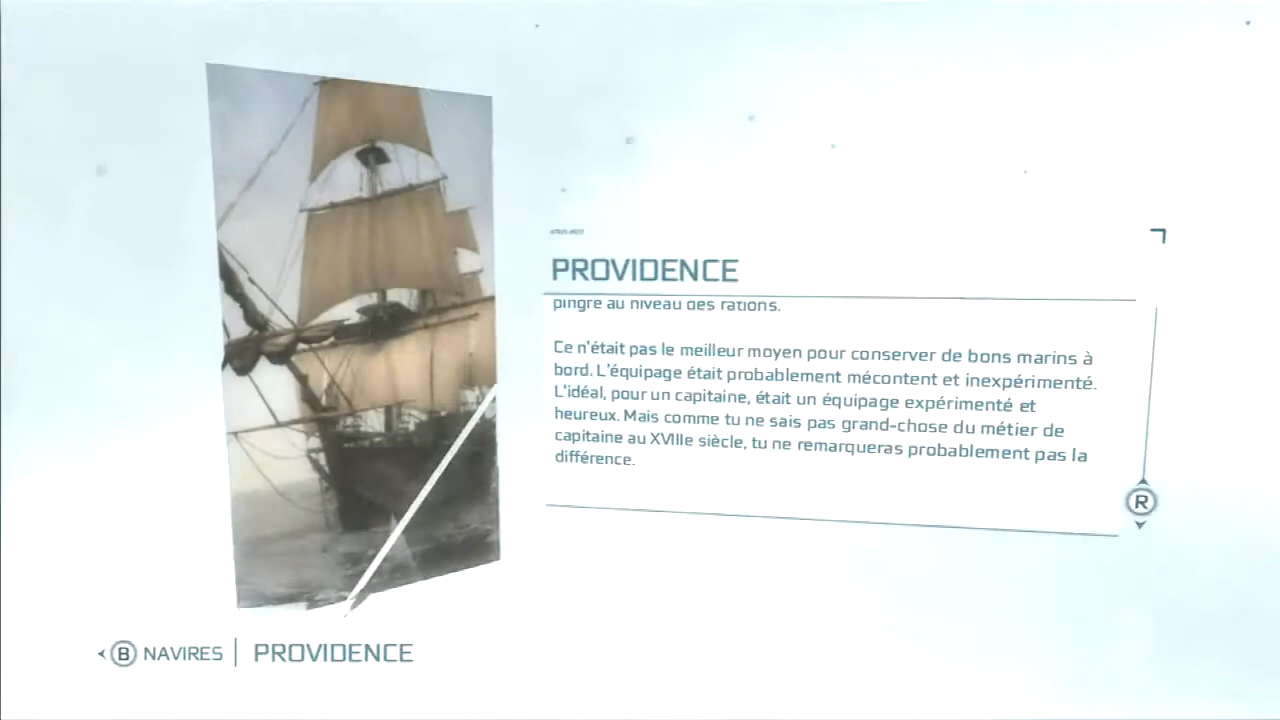 PROVIDENCE
pingre au niveau des rations.
Ce n'était pas le meilleur moyen pour conserver de bons marins à
bord. L'équipage était probablement mécontent et inexpérimenté.
L'idéal, pour un capitaine, était un équipage expérimenté et
heureux. Mais comme tu ne sais pas grand-chose du métier de
capitaine au XVIIIe siècle, tu ne remarqueras probablement pas la
différence.
R
B NAVIRES | PROVIDENCE